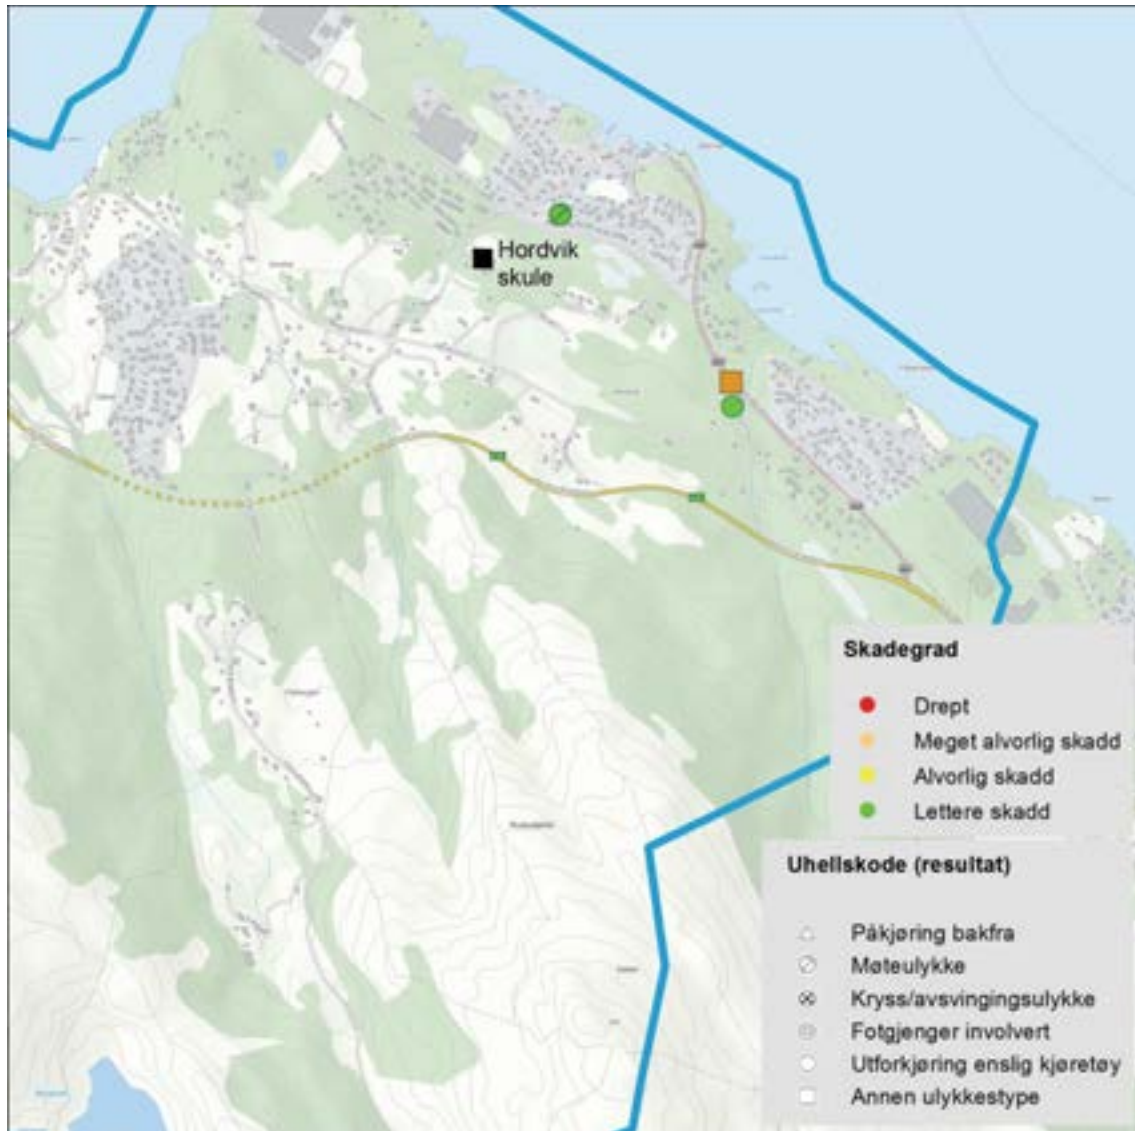 Hordvik
skule
Skadegrad
Drept
Meget alvorlig skadd
Alvorlig skadd
Lettere skadd
Uhellskode (resultat)
Påkjøring bakfra
Møteulykke
Kryss/avsvingingsulykke
Fotgjenger involvert
Utforkjøring enslig kjøretøy
Annen ulykkestype